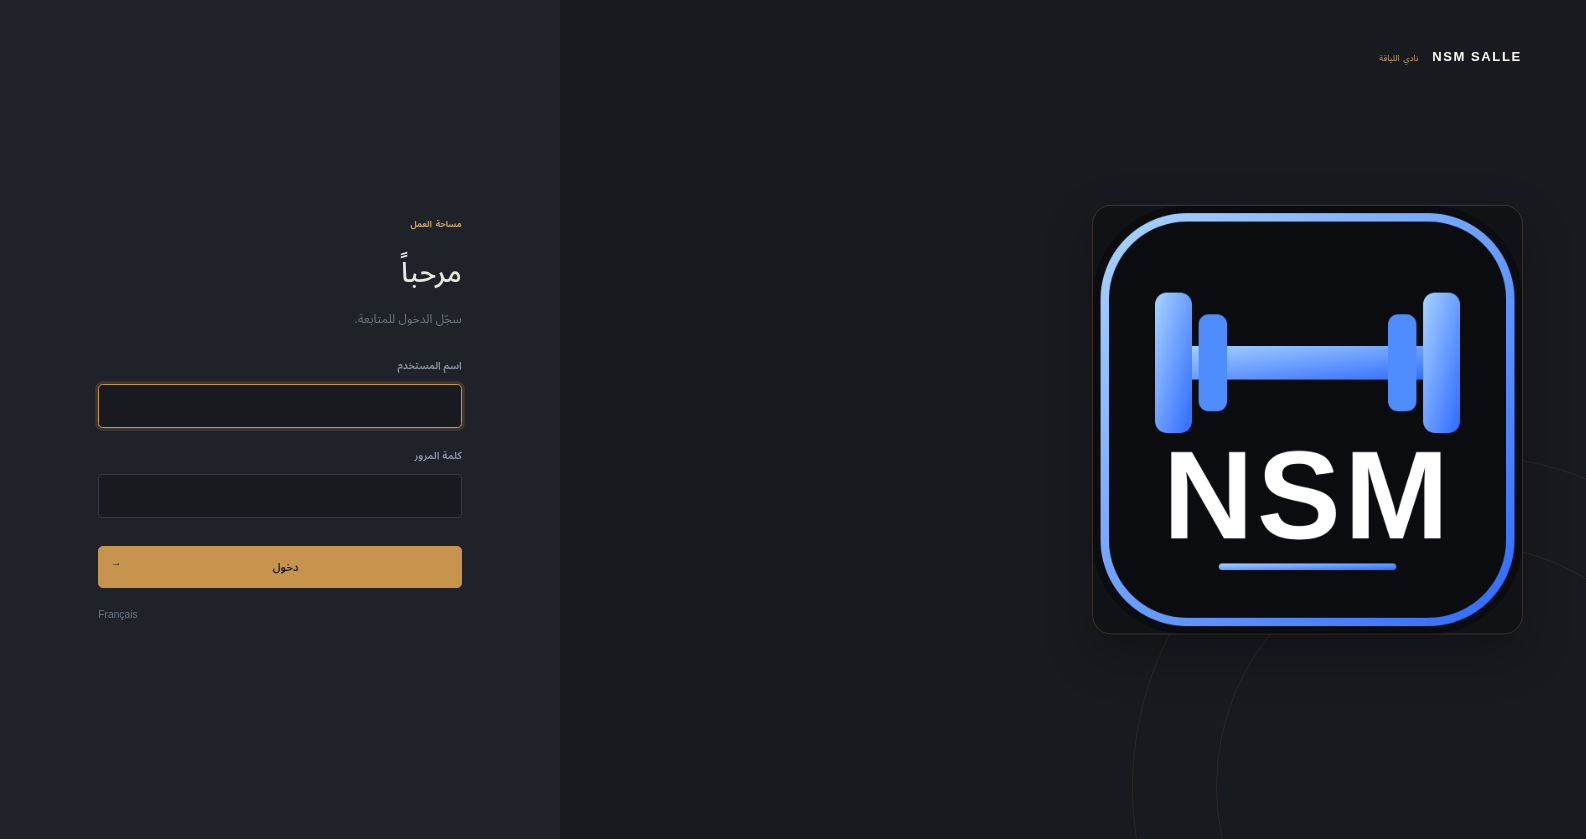 NSM SALLE نادي اللياقة
NSM
مساحة العمل
مرحباً
سجّل الدخول للمتابعة.
اسم المستخدم
كلمة المرور
دخول →
Français